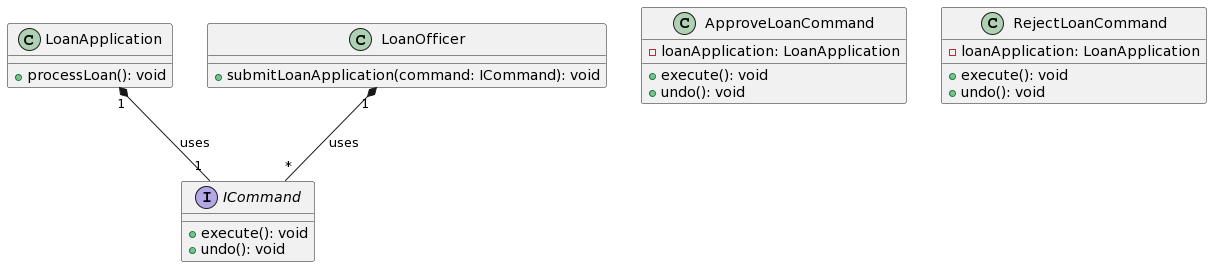 C LoanApplication
processLoan(): void
C LoanOfficer
submitLoanApplication(command: ICommand): void
C ApproveLoanCommand
loanApplication: LoanApplication
execute(): void
undo(): void
C RejectLoanCommand
loanApplication: LoanApplication
execute(): void
undo(): void
1
1
uses
uses
1
*
I ICommand
execute(): void
undo(): void